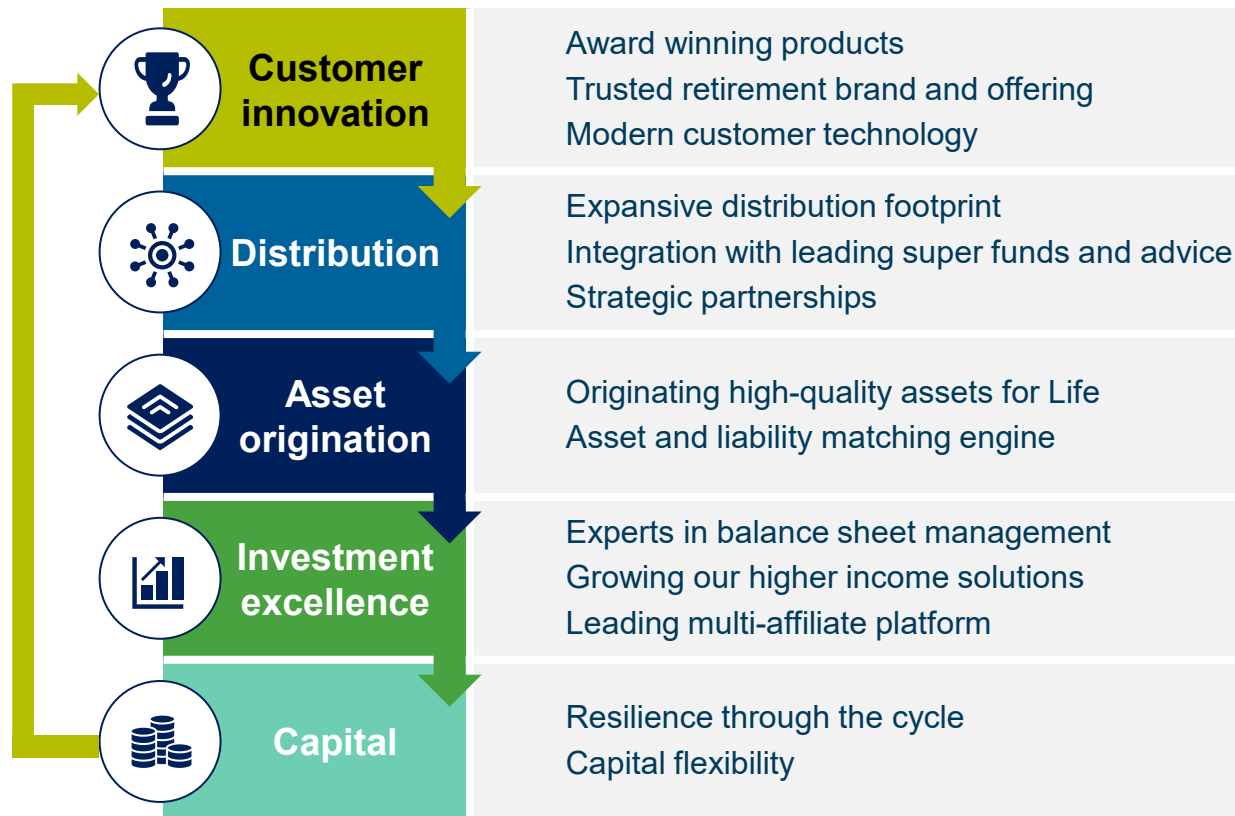 Customer
innovation
Award winning products
Trusted retirement brand and offering
Modern customer technology
Distribution
Expansive distribution footprint
Integration with leading super funds and advice
Strategic partnerships
Asset
origination
Originating high-quality assets for Life
Asset and liability matching engine
Investment
excellence
Experts in balance sheet management
Growing our higher income solutions
Leading multi-affiliate platform
Capital
Resilience through the cycle
Capital flexibility